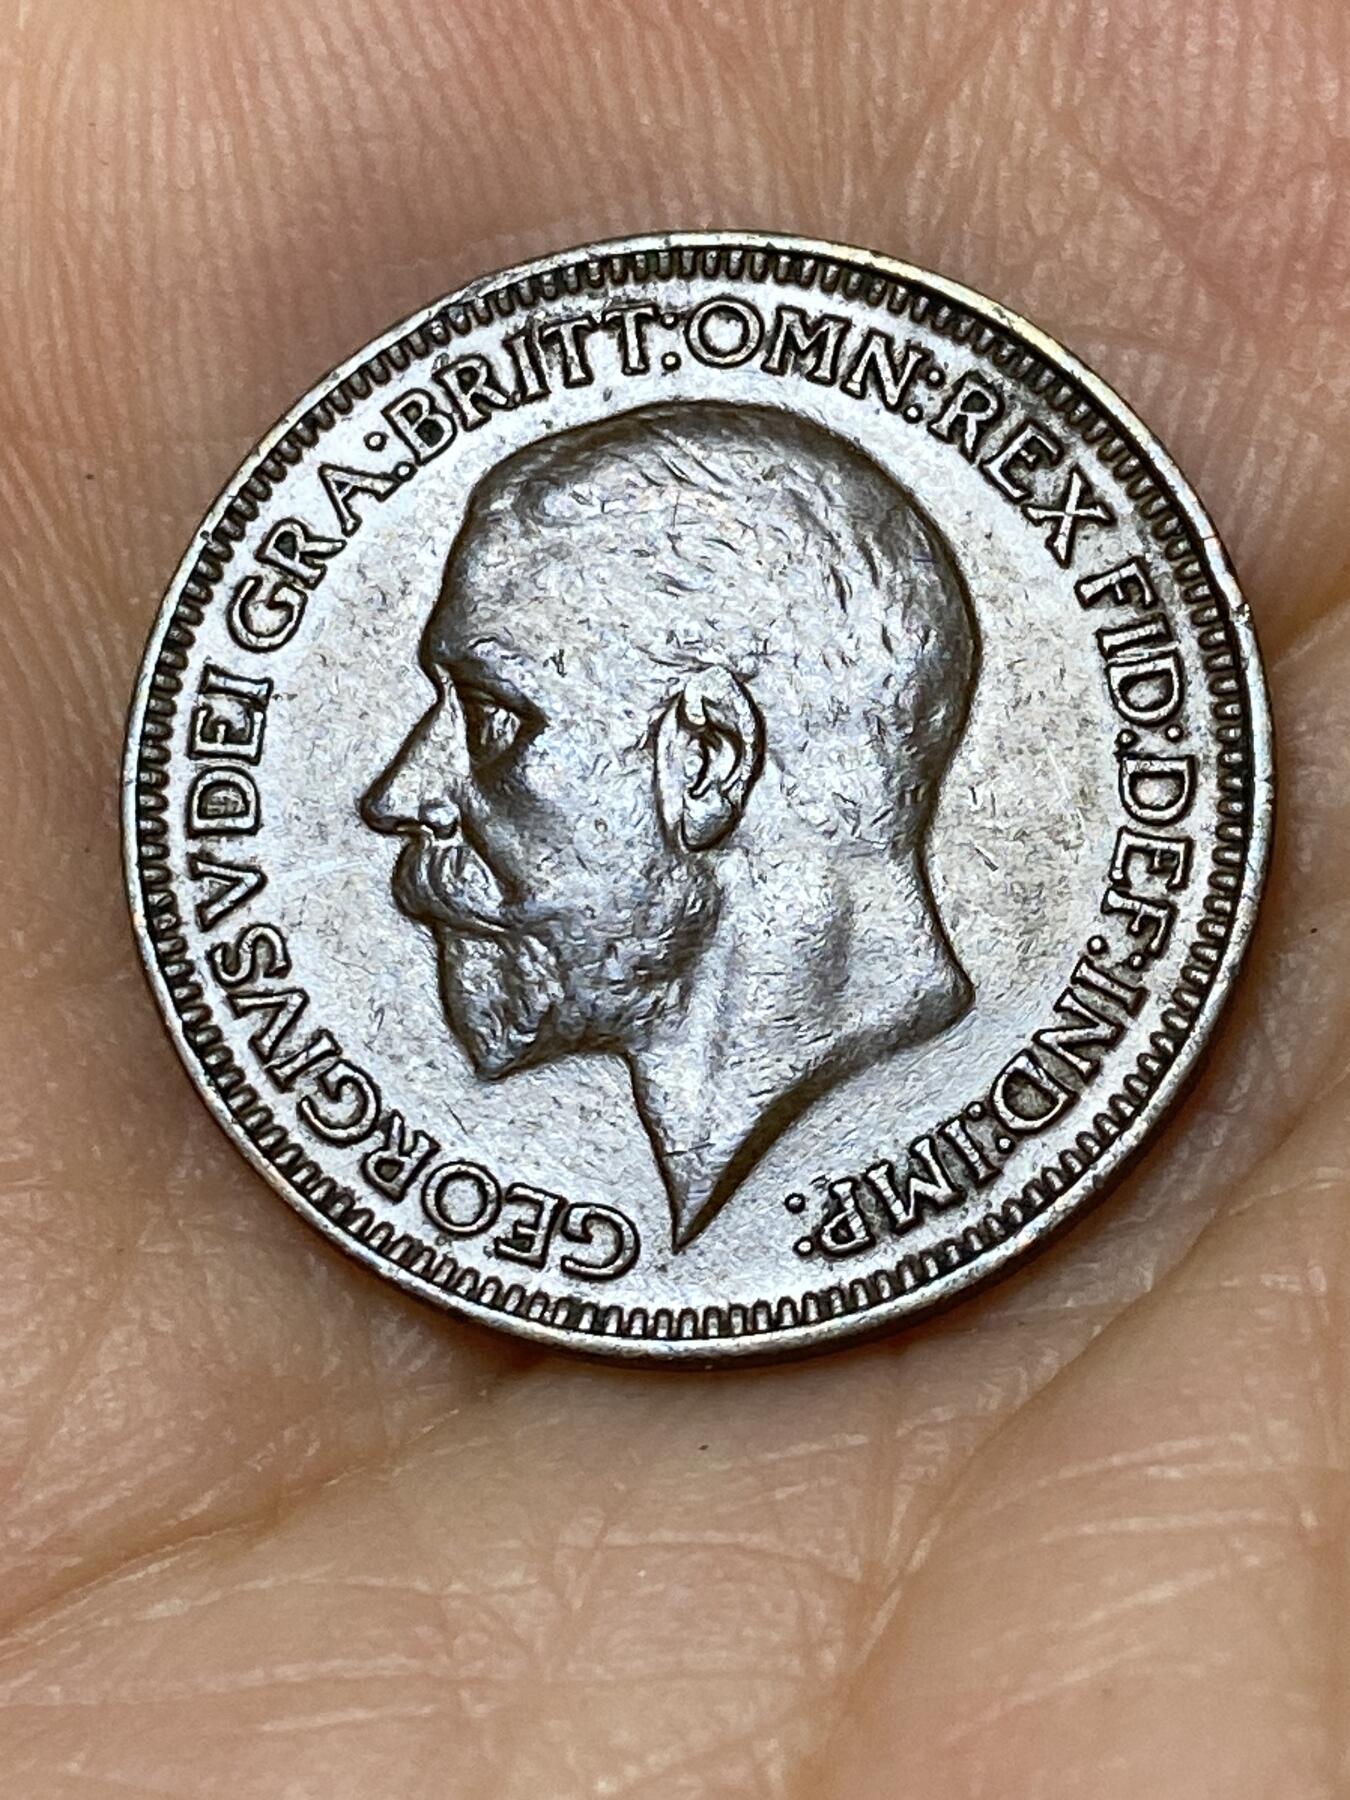 GEORGIVS V DEI GRA:BRITT:OMN:REX FID:DEF:IND:IMP: